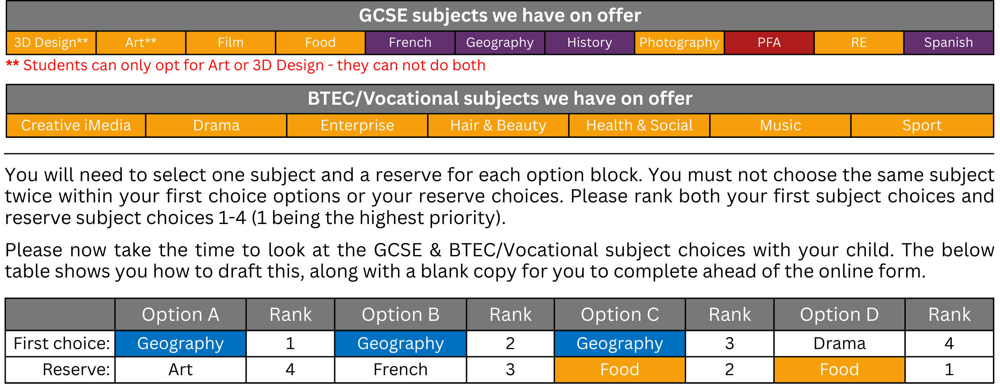 GCSE subjects we have on offer
3D Design** Art** Film Food French Geography History Photography PFA RE Spanish
** Students can only opt for Art or 3D Design - they can not do both
BTEC/Vocational subjects we have on offer
Creative iMedia Drama Enterprise Hair & Beauty Health & Social Music Sport
You will need to select one subject and a reserve for each option block. You must not choose the same subject
twice within your first choice options or your reserve choices. Please rank both your first subject choices and
reserve subject choices 1-4 (1 being the highest priority).
Please now take the time to look at the GCSE & BTEC/Vocational subject choices with your child. The below
table shows you how to draft this, along with a blank copy for you to complete ahead of the online form.
Option A Rank Option B Rank Option C Rank Option D Rank
First choice: Geography 1 Geography 2 Geography 3 Drama 4
Reserve: Art 4 French 3 Food 2 Food 1